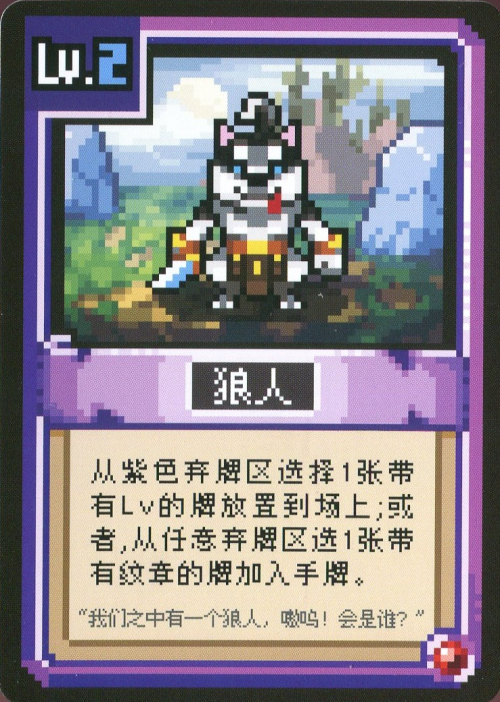 Lv.2
狼人
从紫色弃牌区选择1张带
有Lv的牌放置到场上;或
者,从任意弃牌区选1张带
有纹章的牌加入手牌。
“我们之中有一个狼人，嗷呜！会是谁？”